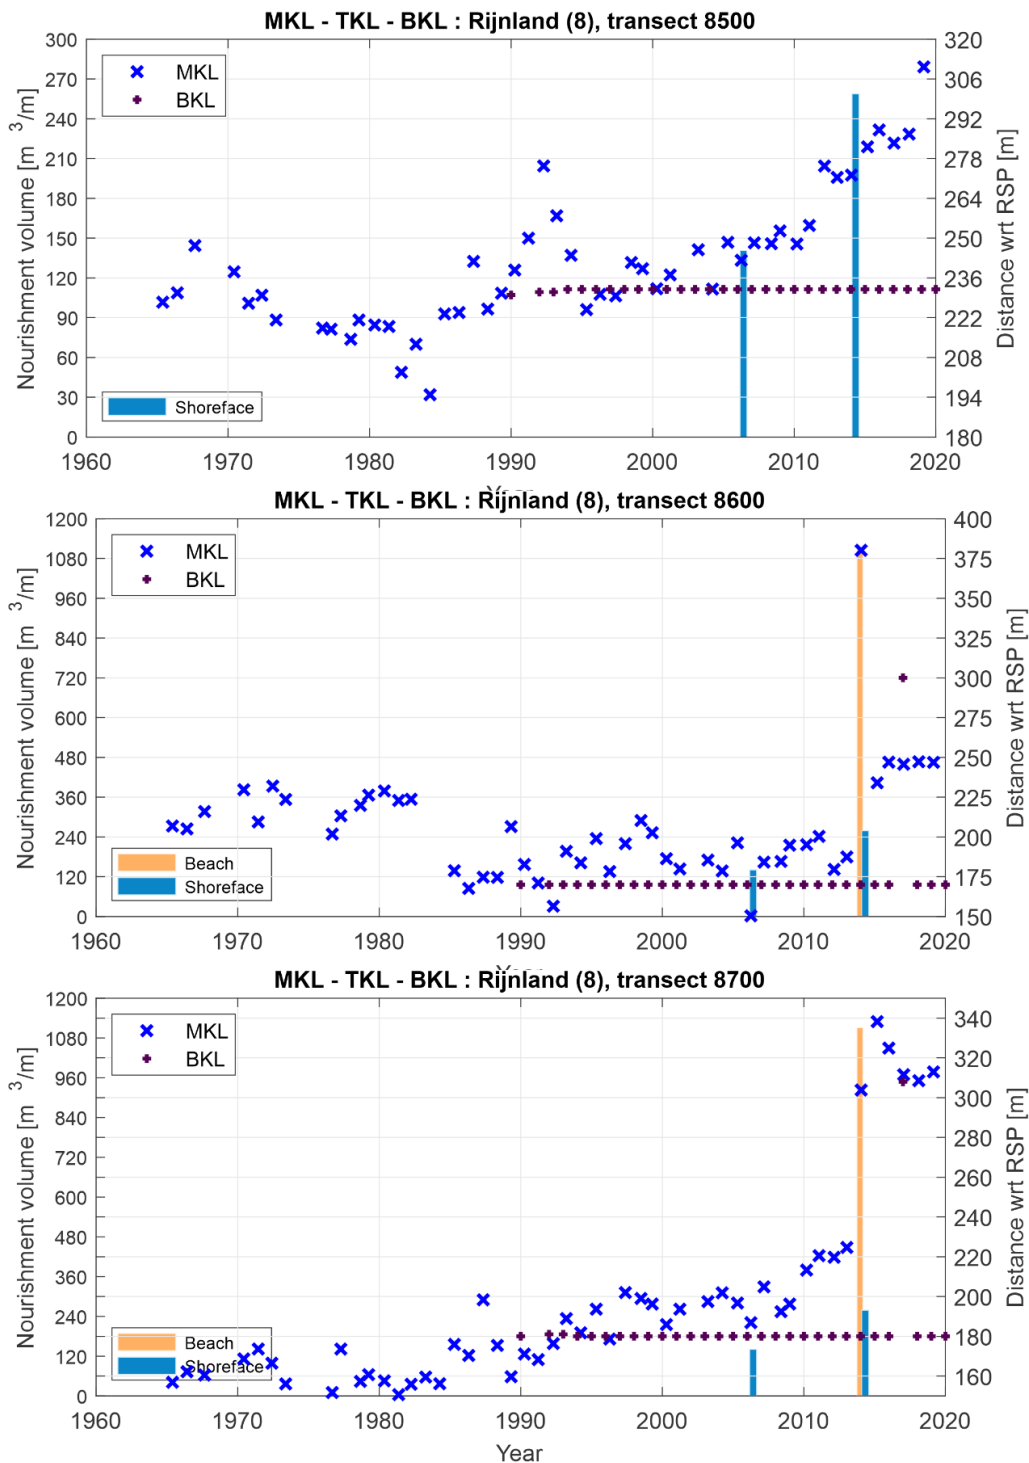 MKL - TKL - BKL : Rijnland (8), transect 8500
300 320
MKL
BKL
270 306
240 292
210 278
180 264
150 250
120 236
90 222
60 208
30 194
0 180
Shoreface
Nourishment volume [m 3/m]
Distance wrt RSP [m]
1960 1970 1980 1990 2000 2010 2020
MKL - TKL - BKL : Rijnland (8), transect 8600
1200 400
MKL
BKL
1080 375
960 350
840 325
720 300
600 275
480 250
360 225
240 200
120 175
0 150
Beach
Shoreface
Nourishment volume [m 3/m]
Distance wrt RSP [m]
1960 1970 1980 1990 2000 2010 2020
MKL - TKL - BKL : Rijnland (8), transect 8700
1200
MKL
BKL
340
1080
320
960
300
840
280
720
260
600
240
480
220
360
200
240
180
120
160
0
Beach
Shoreface
Nourishment volume [m 3/m]
Distance wrt RSP [m]
1960 1970 1980 1990 2000 2010 2020
Year